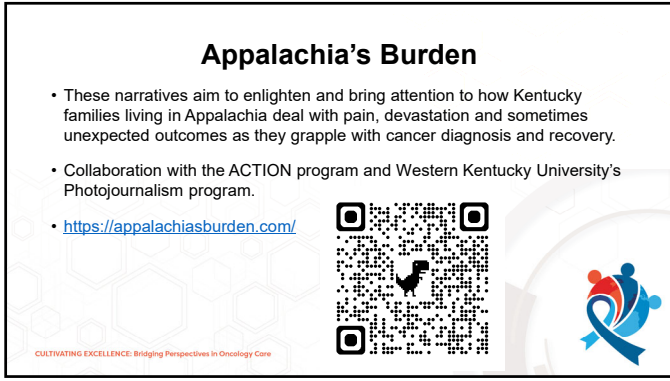 Appalachia's Burden
• These narratives aim to enlighten and bring attention to how Kentucky
families living in Appalachia deal with pain, devastation and sometimes
unexpected outcomes as they grapple with cancer diagnosis and recovery.
• Collaboration with the ACTION program and Western Kentucky University's
Photojournalism program.
• https://appalachiasburden.com/
CULTIVATING EXCELLENCE: Bridging Perspectives in Oncology Care